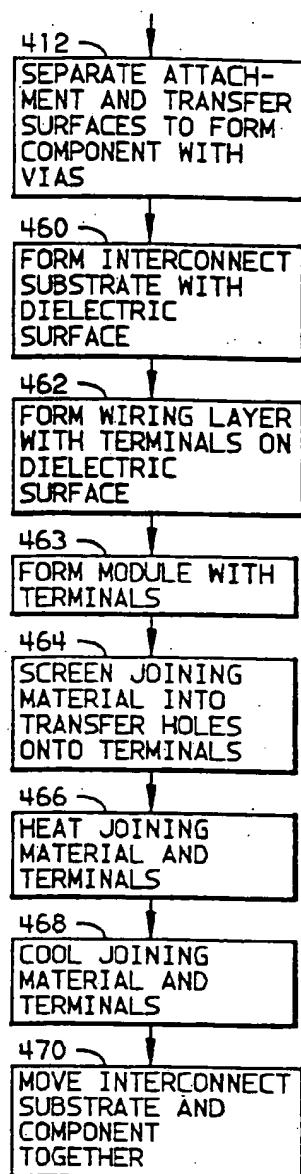 412
SEPARATE ATTACH-
MENT AND TRANSFER
SURFACES TO FORM
COMPONENT WITH
VIAS
460
FORM INTERCONNECT
SUBSTRATE WITH
DIELECTRIC
SURFACE
462
FORM WIRING LAYER
WITH TERMINALS ON
DIELECTRIC
SURFACE
463
FORM MODULE WITH
TERMINALS
464
SCREEN JOINING
MATERIAL INTO
TRANSFER HOLES
ONTO TERMINALS
466
HEAT JOINING
MATERIAL AND
TERMINALS
468
COOL JOINING
MATERIAL AND
TERMINALS
470
MOVE INTERCONNECT
SUBSTRATE AND
COMPONENT
TOGETHER